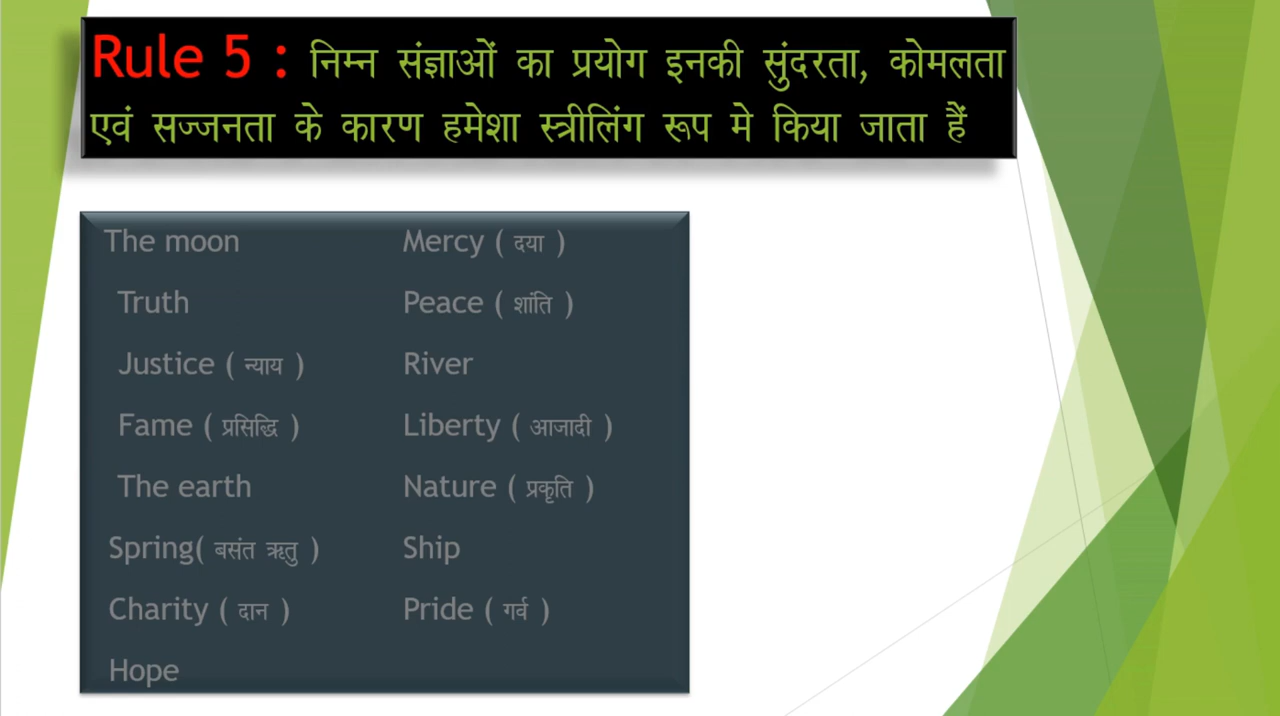 Rule 5 : निम्न संज्ञाओं का प्रयोग इनकी सुंदरता, कोमलता
एवं सज्जनता के कारण हमेशा स्त्रीलिंग रूप मे किया जाता हैं
The moon
Truth
Justice ( न्याय )
Fame ( प्रसिद्धि )
The earth
Spring( बसंत ऋतु )
Charity ( दान )
Hope
Mercy ( दया )
Peace ( शांति )
River
Liberty ( आजादी )
Nature ( प्रकृति )
Ship
Pride ( गर्व )